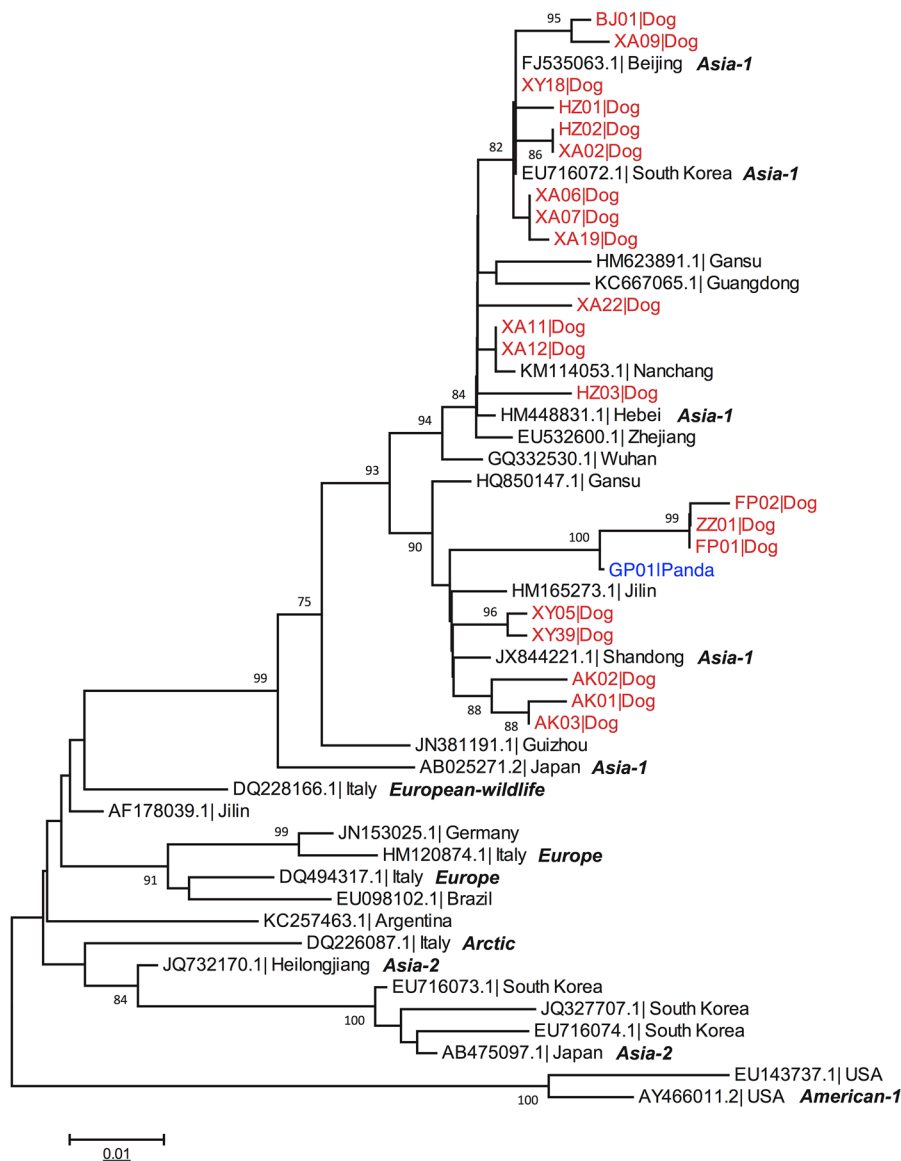 95
BJ01|Dog
XA09|Dog
FJ535063.1| Beijing Asia-1
XY18|Dog
HZ01|Dog
HZ02|Dog
82
86
XA02|Dog
EU716072.1| South Korea Asia-1
XA06|Dog
XA07|Dog
XA19|Dog
HM623891.1| Gansu
KC667065.1| Guangdong
XA22|Dog
XA11|Dog
XA12|Dog
KM114053.1| Nanchang
84
HZ03|Dog
94
HM448831.1| Hebei Asia-1
EU532600.1| Zhejiang
GQ332530.1| Wuhan
93
HQ850147.1| Gansu
FP02|Dog
99
ZZ01|Dog
100
90
FP01|Dog
GP01|Panda
HM165273.1| Jilin
75
96
XY05|Dog
XY39|Dog
JX844221.1| Shandong Asia-1
99
AK02|Dog
88
AK01|Dog
88
AK03|Dog
JN381191.1| Guizhou
AB025271.2| Japan Asia-1
DQ228166.1| Italy European-wildlife
AF178039.1| Jilin
99
JN153025.1| Germany
HM120874.1| Italy Europe
91
DQ494317.1| Italy Europe
EU098102.1| Brazil
KC257463.1| Argentina
DQ226087.1| Italy Arctic
JQ732170.1| Heilongjiang Asia-2
84
EU716073.1| South Korea
100
JQ327707.1| South Korea
EU716074.1| South Korea
AB475097.1| Japan Asia-2
EU143737.1| USA
100
AY466011.2| USA American-1
0.01